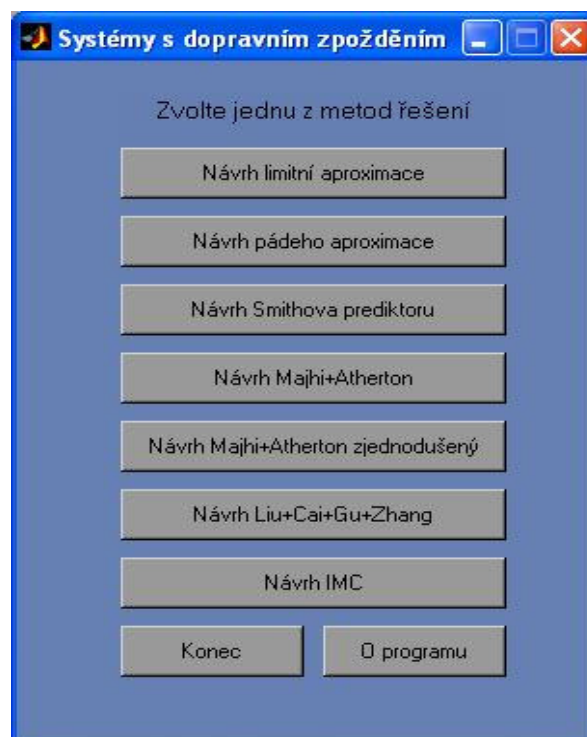 Systémy s dopravním zpožděním
Zvolte jednu z metod řešení
Návrh limitní aproximace
Návrh pádeho aproximace
Návrh Smithova prediktoru
Návrh Majhi+Atherton
Návrh Majhi+Atherton zjednodušený
Návrh Liu+Cai+Gu+Zhang
Návrh IMC
Konec
O programu